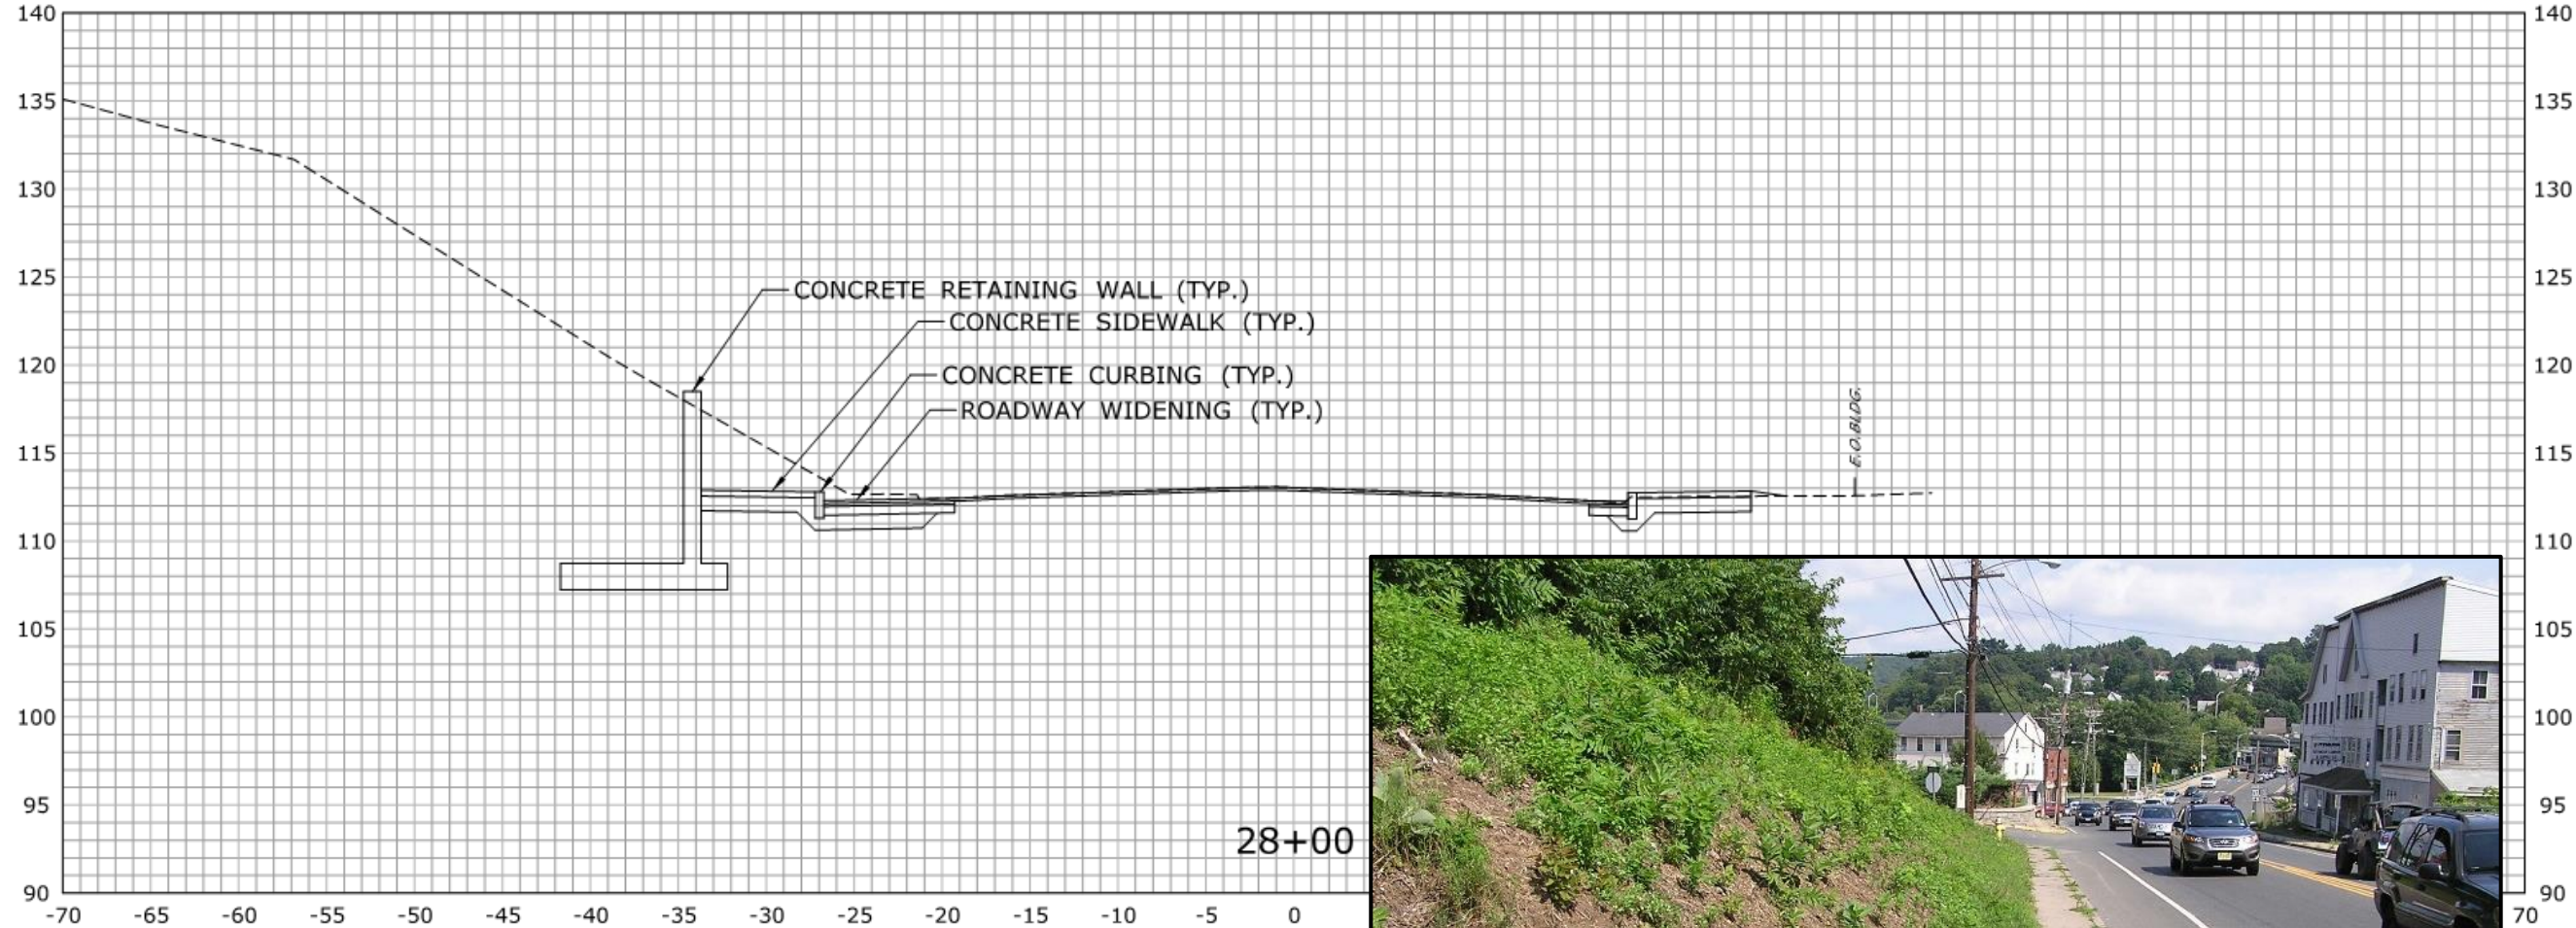 140 140
135 135
130 130
125 125
CONCRETE RETAINING WALL (TYP.)
CONCRETE SIDEWALK (TYP.)
120 120
CONCRETE CURBING (TYP.)
ROADWAY WIDENING (TYP.)
E.O.BLDG.
115 115
110 110
105 105
100 100
95 95
28+00
90 90
-70 -65 -60 -55 -50 -45 -40 -35 -30 -25 -20 -15 -10 -5 0 70